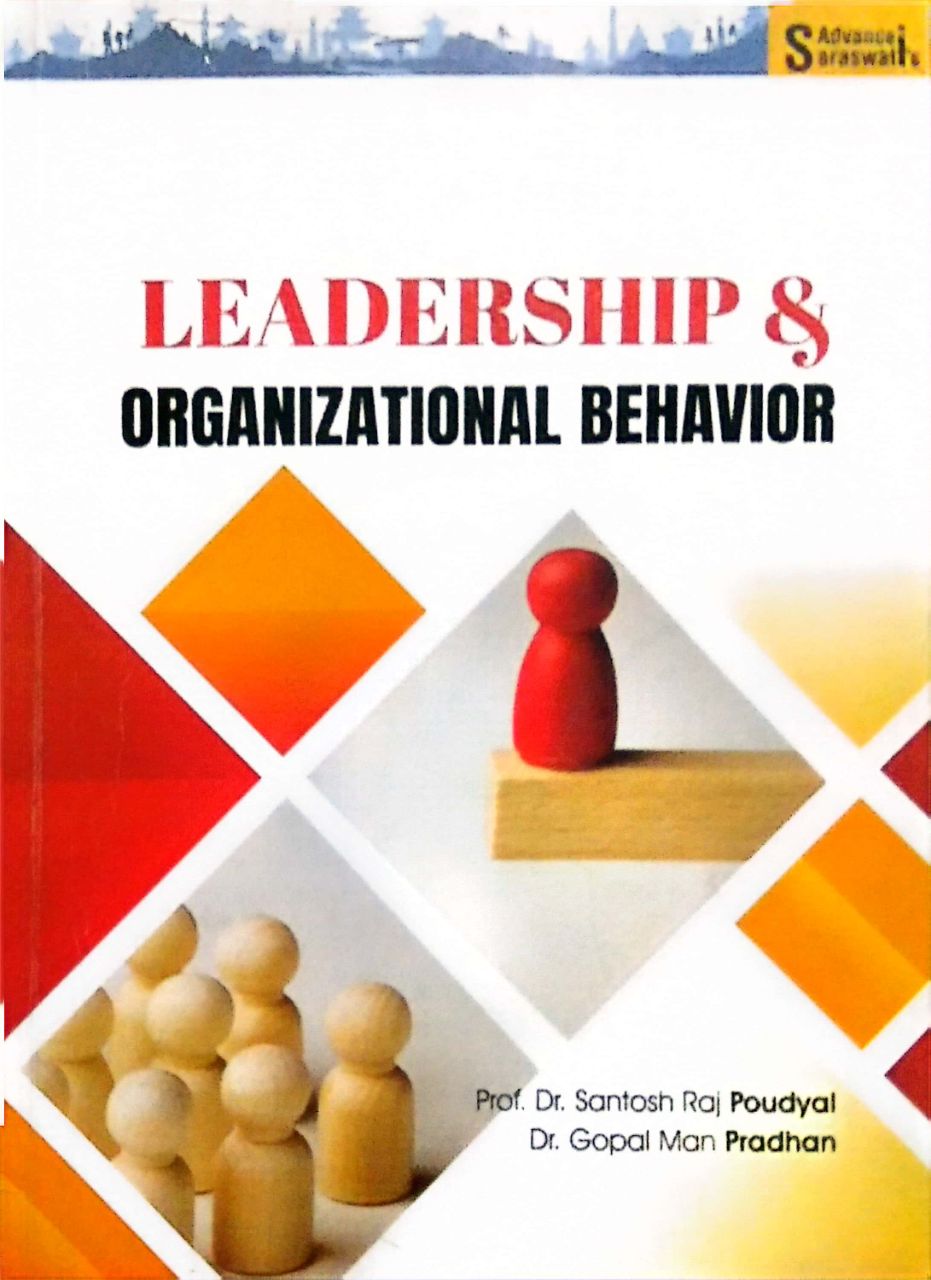 Advance
Saraswati's
LEADERSHIP &
ORGANIZATIONAL BEHAVIOR
Prof. Dr. Santosh Raj Poudyal
Dr. Gopal Man Pradhan